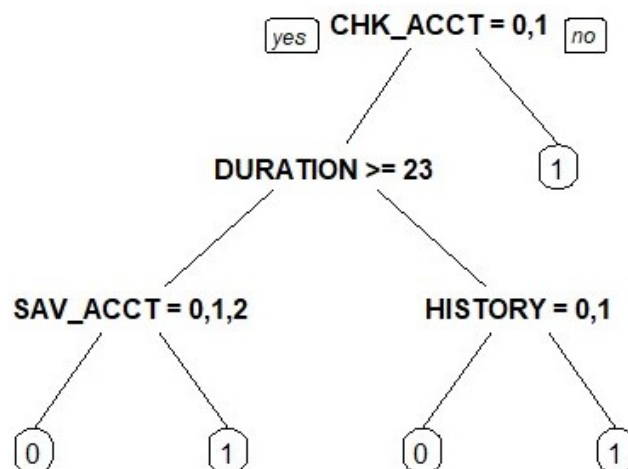 yes CHK_ACCT = 0,1 no
DURATION >= 23 1
SAV_ACCT = 0,1,2 HISTORY = 0,1
0 1 0 1